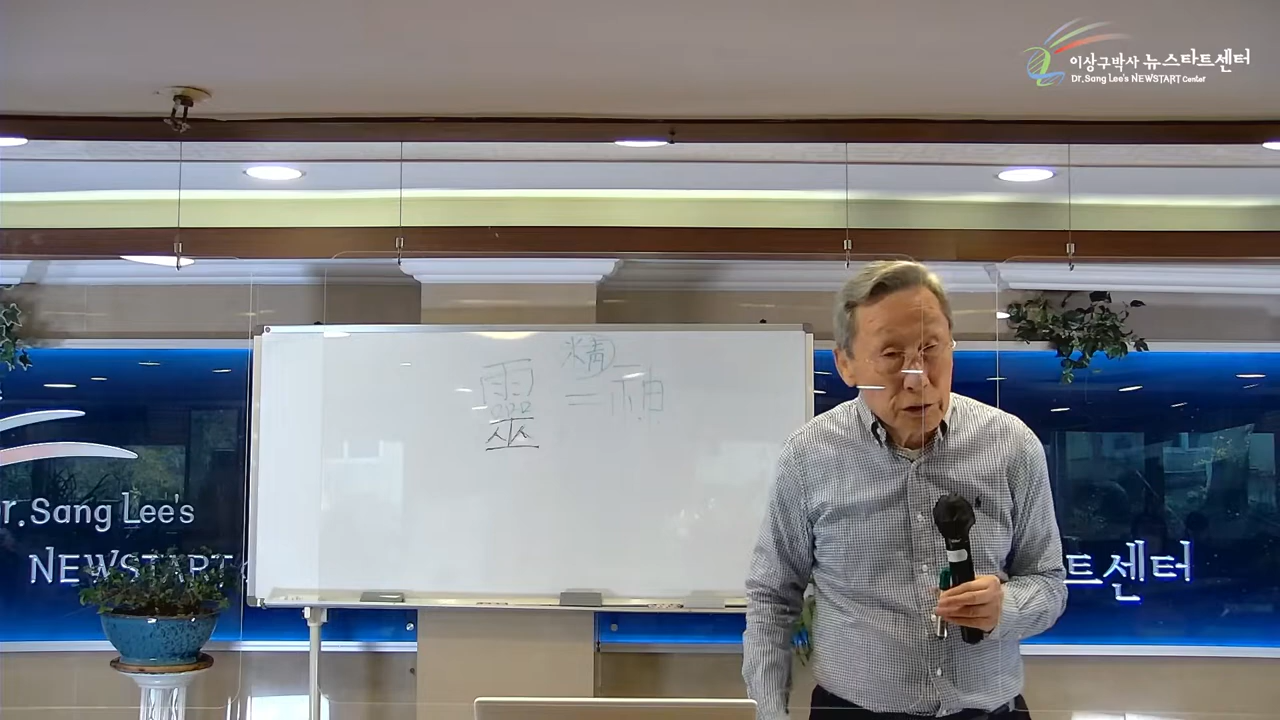 이상구박사 뉴스타트센터
Dr. Sang Lee's NEWSTART Center
精
靈 = 神
Dr. Sang Lee's
NEWSTART
트센터